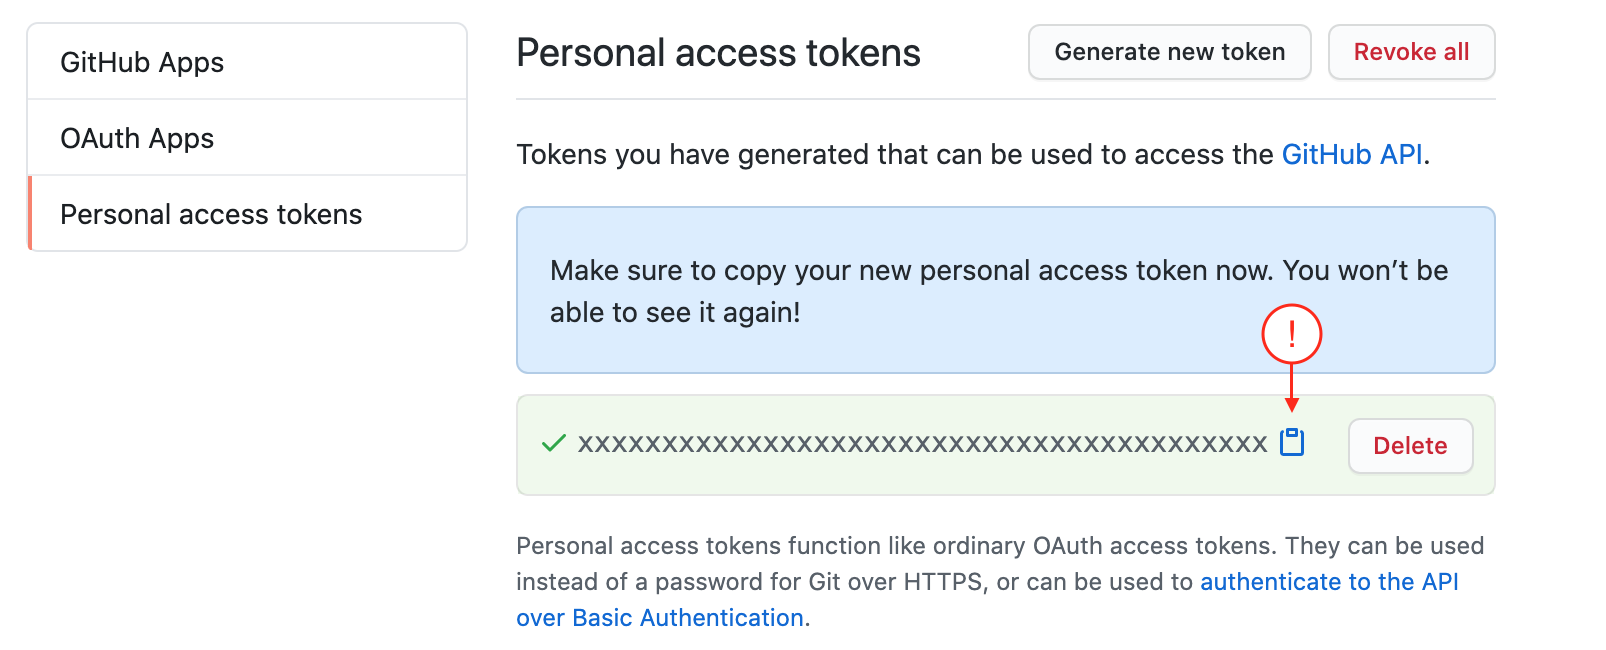 GitHub Apps
OAuth Apps
Personal access tokens
Personal access tokens
Generate new token
Revoke all
Tokens you have generated that can be used to access the GitHub API.
Make sure to copy your new personal access token now. You won’t be
able to see it again!
!
xxxxxxxxxxxxxxxxxxxxxxxxxxxxxxxxxxxxxxxxx
Delete
Personal access tokens function like ordinary OAuth access tokens. They can be used
instead of a password for Git over HTTPS, or can be used to authenticate to the API
over Basic Authentication.